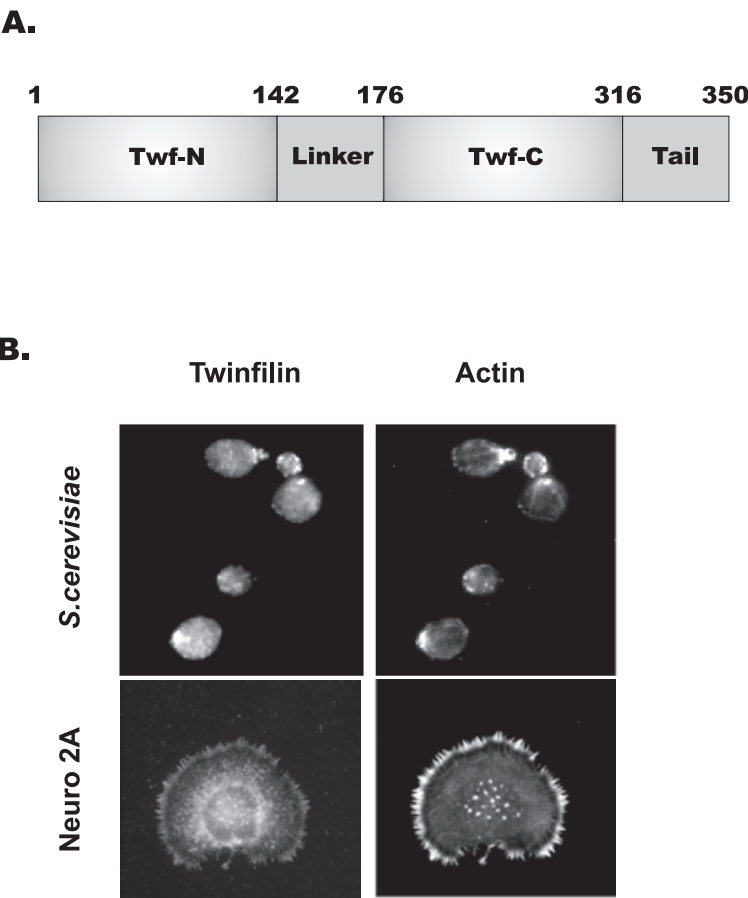 A.
1 142 176 316 350
Twf-N Linker Twf-C Tail
B.
Twinfilin Actin
S.cerevisiae
Neuro 2A